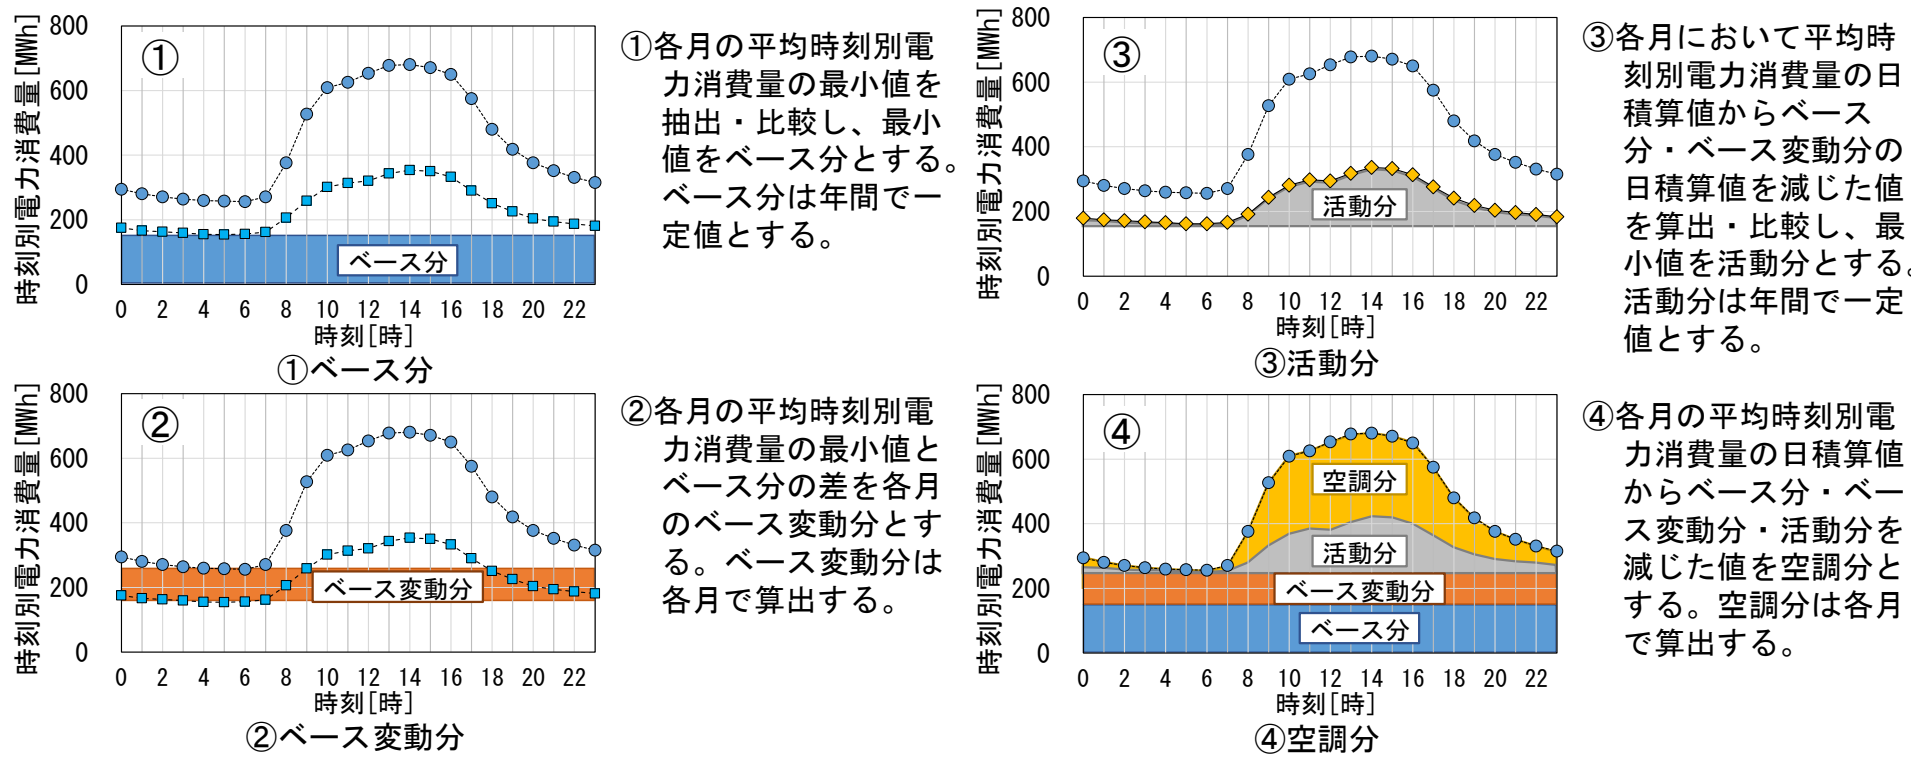 時刻別電力消費量[MWh]
800
600
400
200
0
①
ベース分
0 2 4 6 8 10 12 14 16 18 20 22
時刻[時]
①ベース分
①各月の平均時刻別電
力消費量の最小値を
抽出・比較し、最小
値をベース分とする。
ベース分は年間で一
定値とする。
時刻別電力消費量[MWh]
800
600
400
200
0
②
ベース変動分
0 2 4 6 8 10 12 14 16 18 20 22
時刻[時]
②ベース変動分
②各月の平均時刻別電
力消費量の最小値と
ベース分の差を各月
のベース変動分とす
る。ベース変動分は
各月で算出する。
時刻別電力消費量[MWh]
800
600
400
200
0
③
活動分
0 2 4 6 8 10 12 14 16 18 20 22
時刻[時]
③活動分
③各月において平均時
刻別電力消費量の日
積算値からベース
分・ベース変動分の
日積算値を減じた値
を算出・比較し、最
小値を活動分とする。
活動分は年間で一定
値とする。
時刻別電力消費量[MWh]
800
600
400
200
0
④
空調分
活動分
ベース変動分
ベース分
0 2 4 6 8 10 12 14 16 18 20 22
時刻[時]
④空調分
④各月の平均時刻別電
力消費量の日積算値
からベース分・ベー
ス変動分・活動分を
減じた値を空調分と
する。空調分は各月
で算出する。